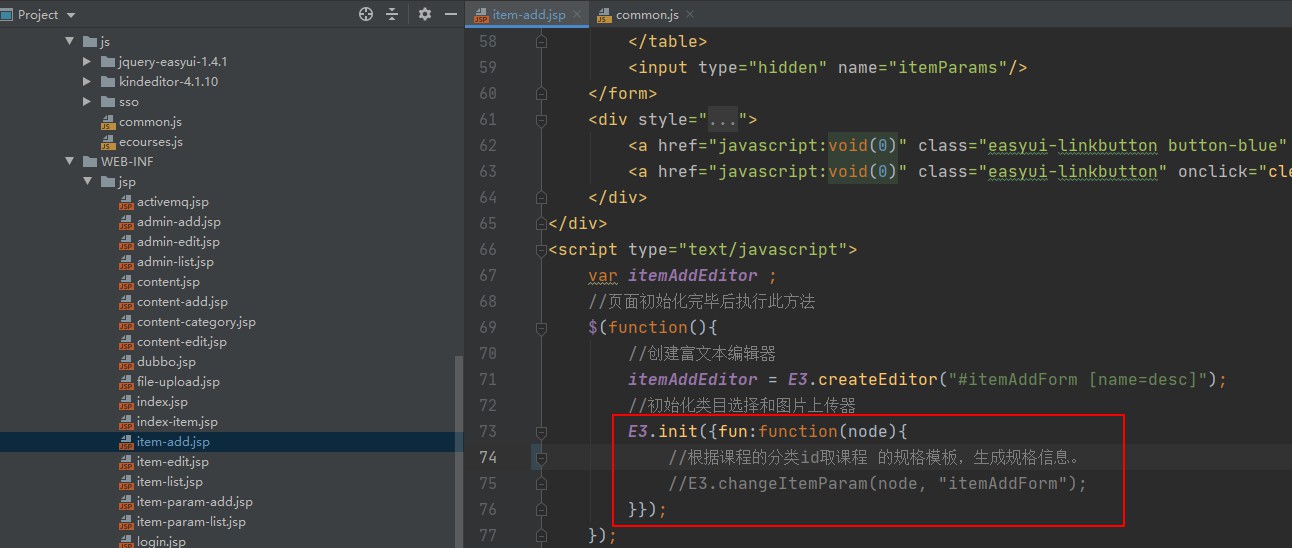 Project
item-add.jsp
common.js
js
jquery-easyui-1.4.1
kindeditor-4.1.10
sso
common.js
ecourses.js
WEB-INF
jsp
activemq.jsp
admin-add.jsp
admin-edit.jsp
admin-list.jsp
content.jsp
content-add.jsp
content-category.jsp
content-edit.jsp
dubbo.jsp
file-upload.jsp
index.jsp
index-item.jsp
item-add.jsp
item-edit.jsp
item-list.jsp
item-param-add.jsp
item-param-list.jsp
login.jsp
58 </table>
59 <input type="hidden" name="itemParams"/>
60 </form>
61 <div style="...">
62 <a href="javascript:void(0)" class="easyui-linkbutton button-blue"
63 <a href="javascript:void(0)" class="easyui-linkbutton" onclick="cle
64 </div>
65 </div>
66 <script type="text/javascript">
67 var itemAddEditor ;
68 //页面初始化完毕后执行此方法
69 $(function(){
70 //创建富文本编辑器
71 itemAddEditor = E3.createEditor("#itemAddForm [name=desc]");
72 //初始化类目选择和图片上传器
73 E3.init({fun:function(node){
74 //根据课程的分类id取课程 的规格模板，生成规格信息。
75 //E3.changeItemParam(node, "itemAddForm");
76 }});
77 });